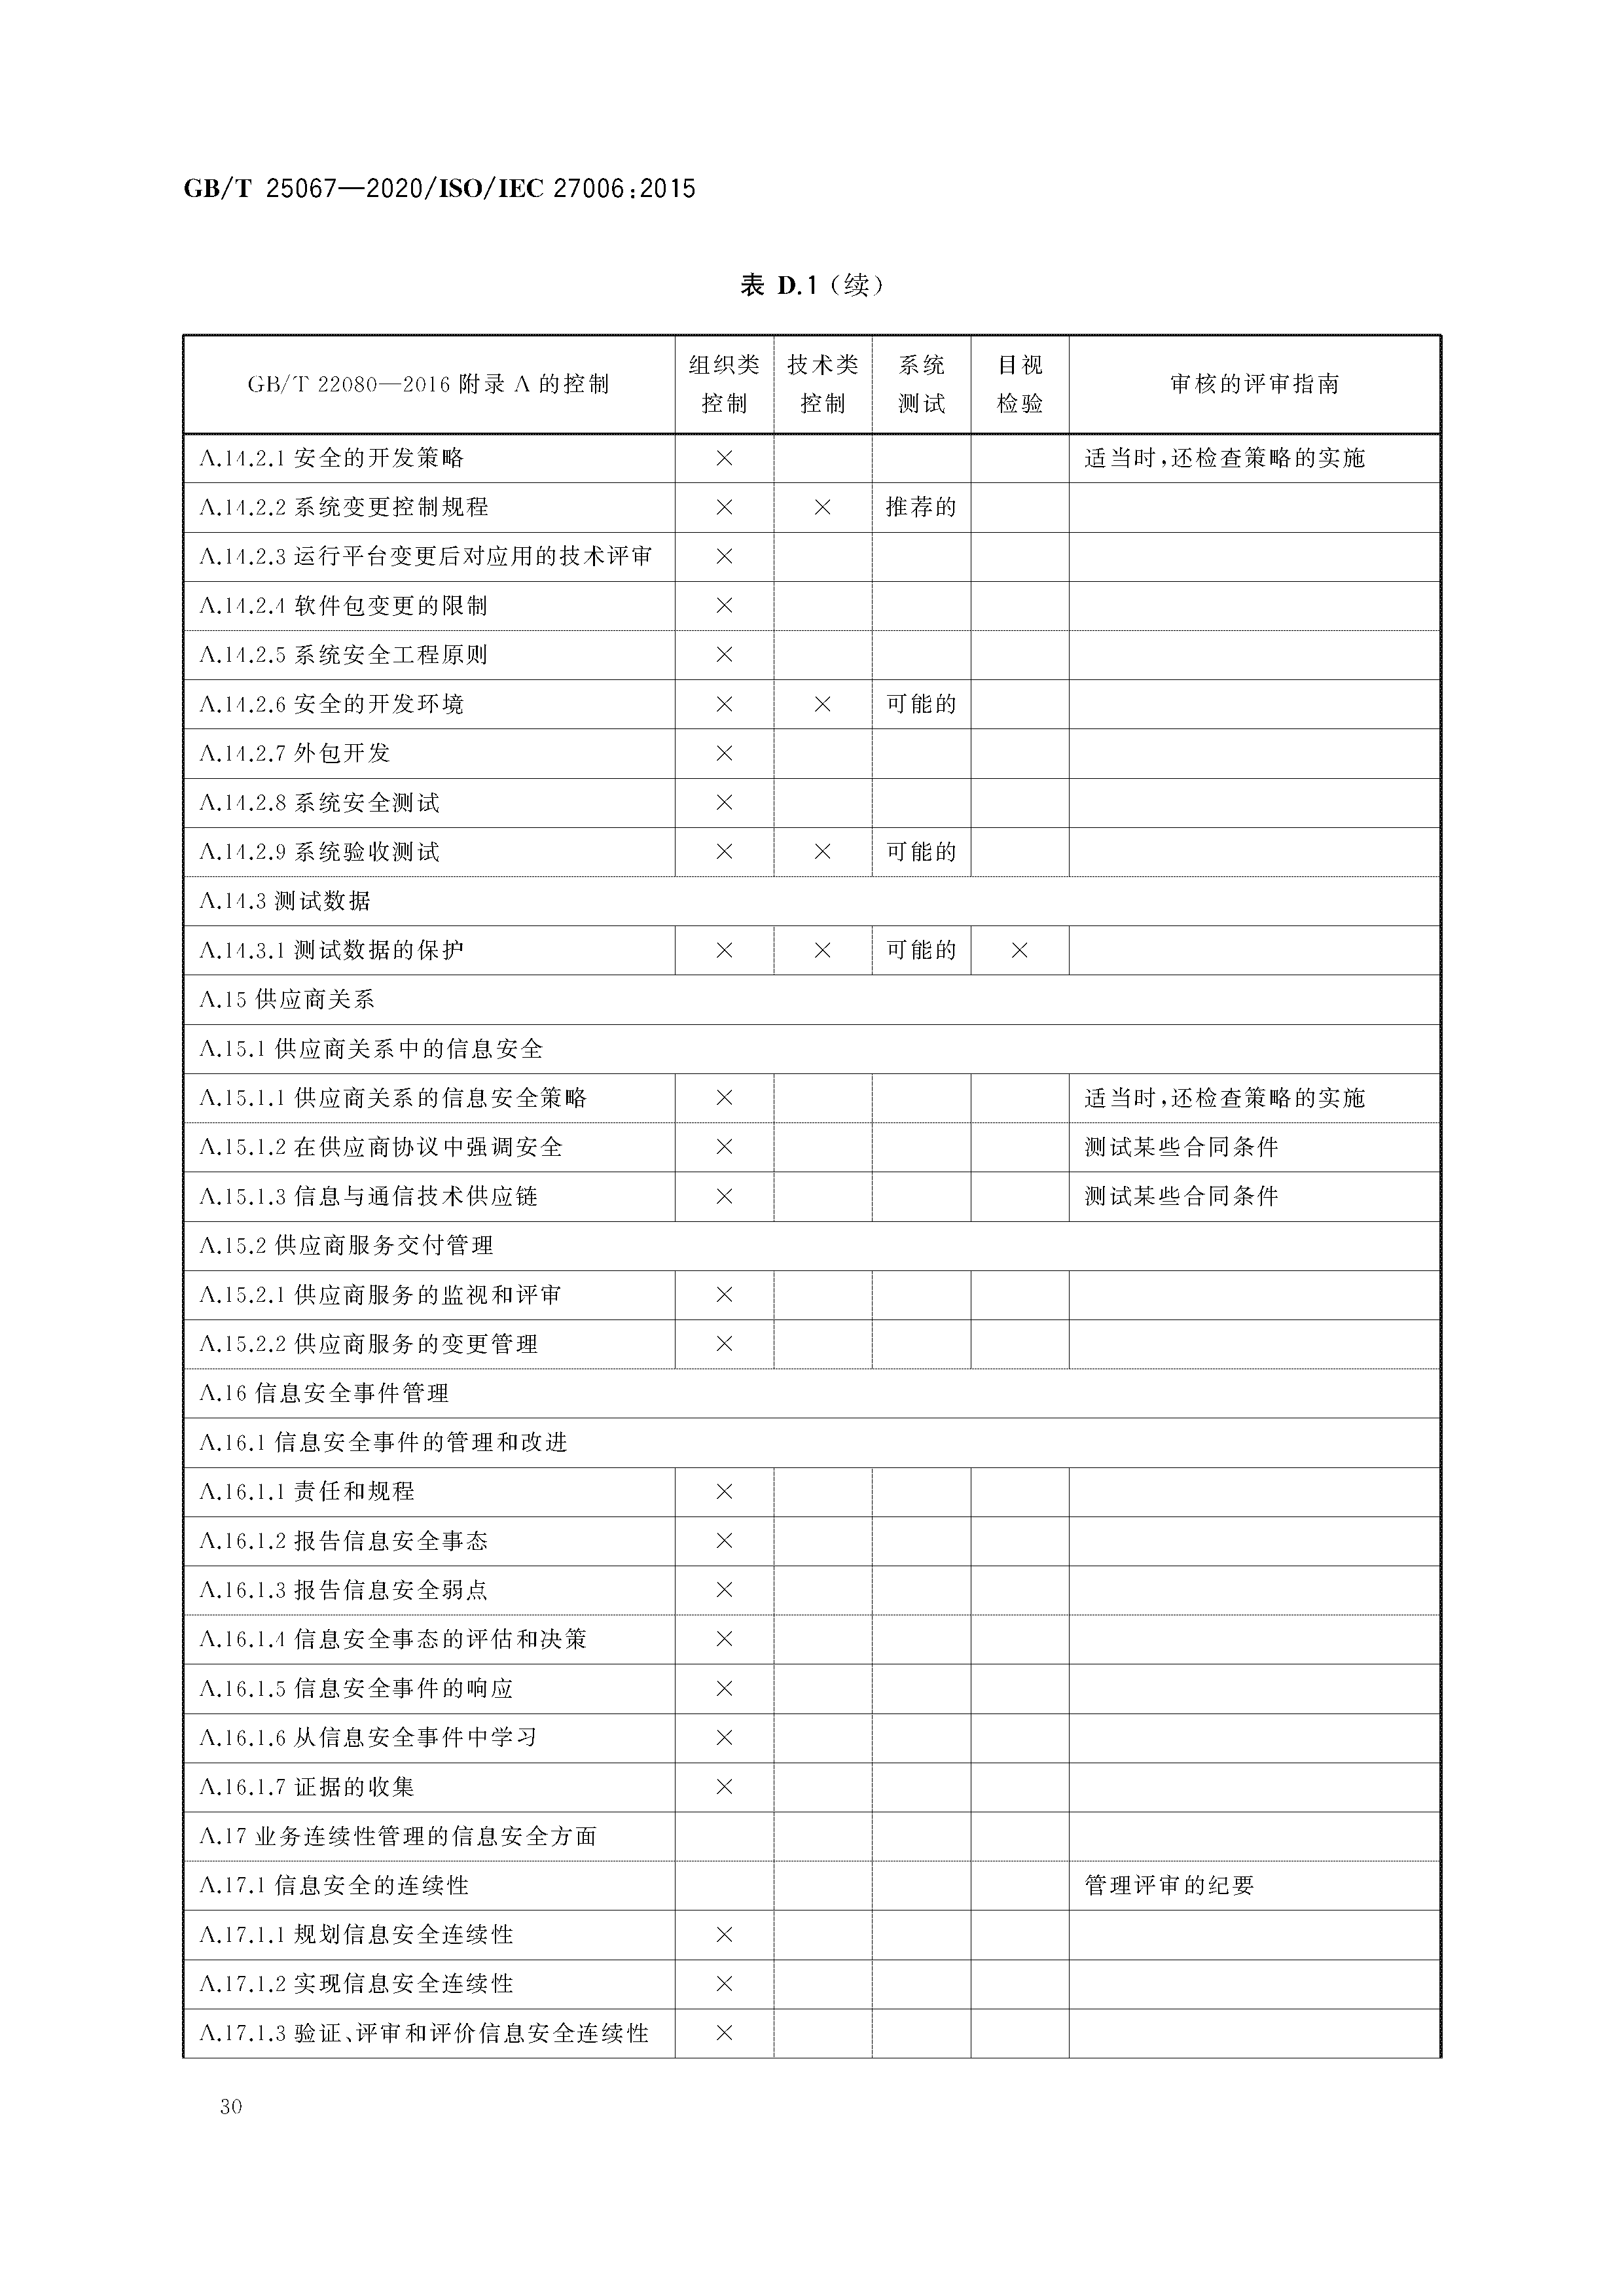 GB/T 25067—2020/ISO/IEC 27006:2015
表 D.1（续）
GB/T 22080—2016 附录 A 的控制 组织类控制 技术类控制 系统测试 目视检验 审核的评审指南
A.14.2.1 安全的开发策略 × 适当时,还检查策略的实施
A.14.2.2 系统变更控制规程 × × 推荐的
A.14.2.3 运行平台变更后对应用的技术评审 ×
A.14.2.4 软件包变更的限制 ×
A.14.2.5 系统安全工程原则 ×
A.14.2.6 安全的开发环境 × × 可能的
A.14.2.7 外包开发 ×
A.14.2.8 系统安全测试 ×
A.14.2.9 系统验收测试 × × 可能的
A.14.3 测试数据
A.14.3.1 测试数据的保护 × × 可能的 ×
A.15 供应商关系
A.15.1 供应商关系中的信息安全
A.15.1.1 供应商关系的信息安全策略 × 适当时,还检查策略的实施
A.15.1.2 在供应商协议中强调安全 × 测试某些合同条件
A.15.1.3 信息与通信技术供应链 × 测试某些合同条件
A.15.2 供应商服务交付管理
A.15.2.1 供应商服务的监视和评审 ×
A.15.2.2 供应商服务的变更管理 ×
A.16 信息安全事件管理
A.16.1 信息安全事件的管理和改进
A.16.1.1 责任和规程 ×
A.16.1.2 报告信息安全事态 ×
A.16.1.3 报告信息安全弱点 ×
A.16.1.4 信息安全事态的评估和决策 ×
A.16.1.5 信息安全事件的响应 ×
A.16.1.6 从信息安全事件中学习 ×
A.16.1.7 证据的收集 ×
A.17 业务连续性管理的信息安全方面
A.17.1 信息安全的连续性 管理评审的纪要
A.17.1.1 规划信息安全连续性 ×
A.17.1.2 实现信息安全连续性 ×
A.17.1.3 验证、评审和评价信息安全连续性 ×
30